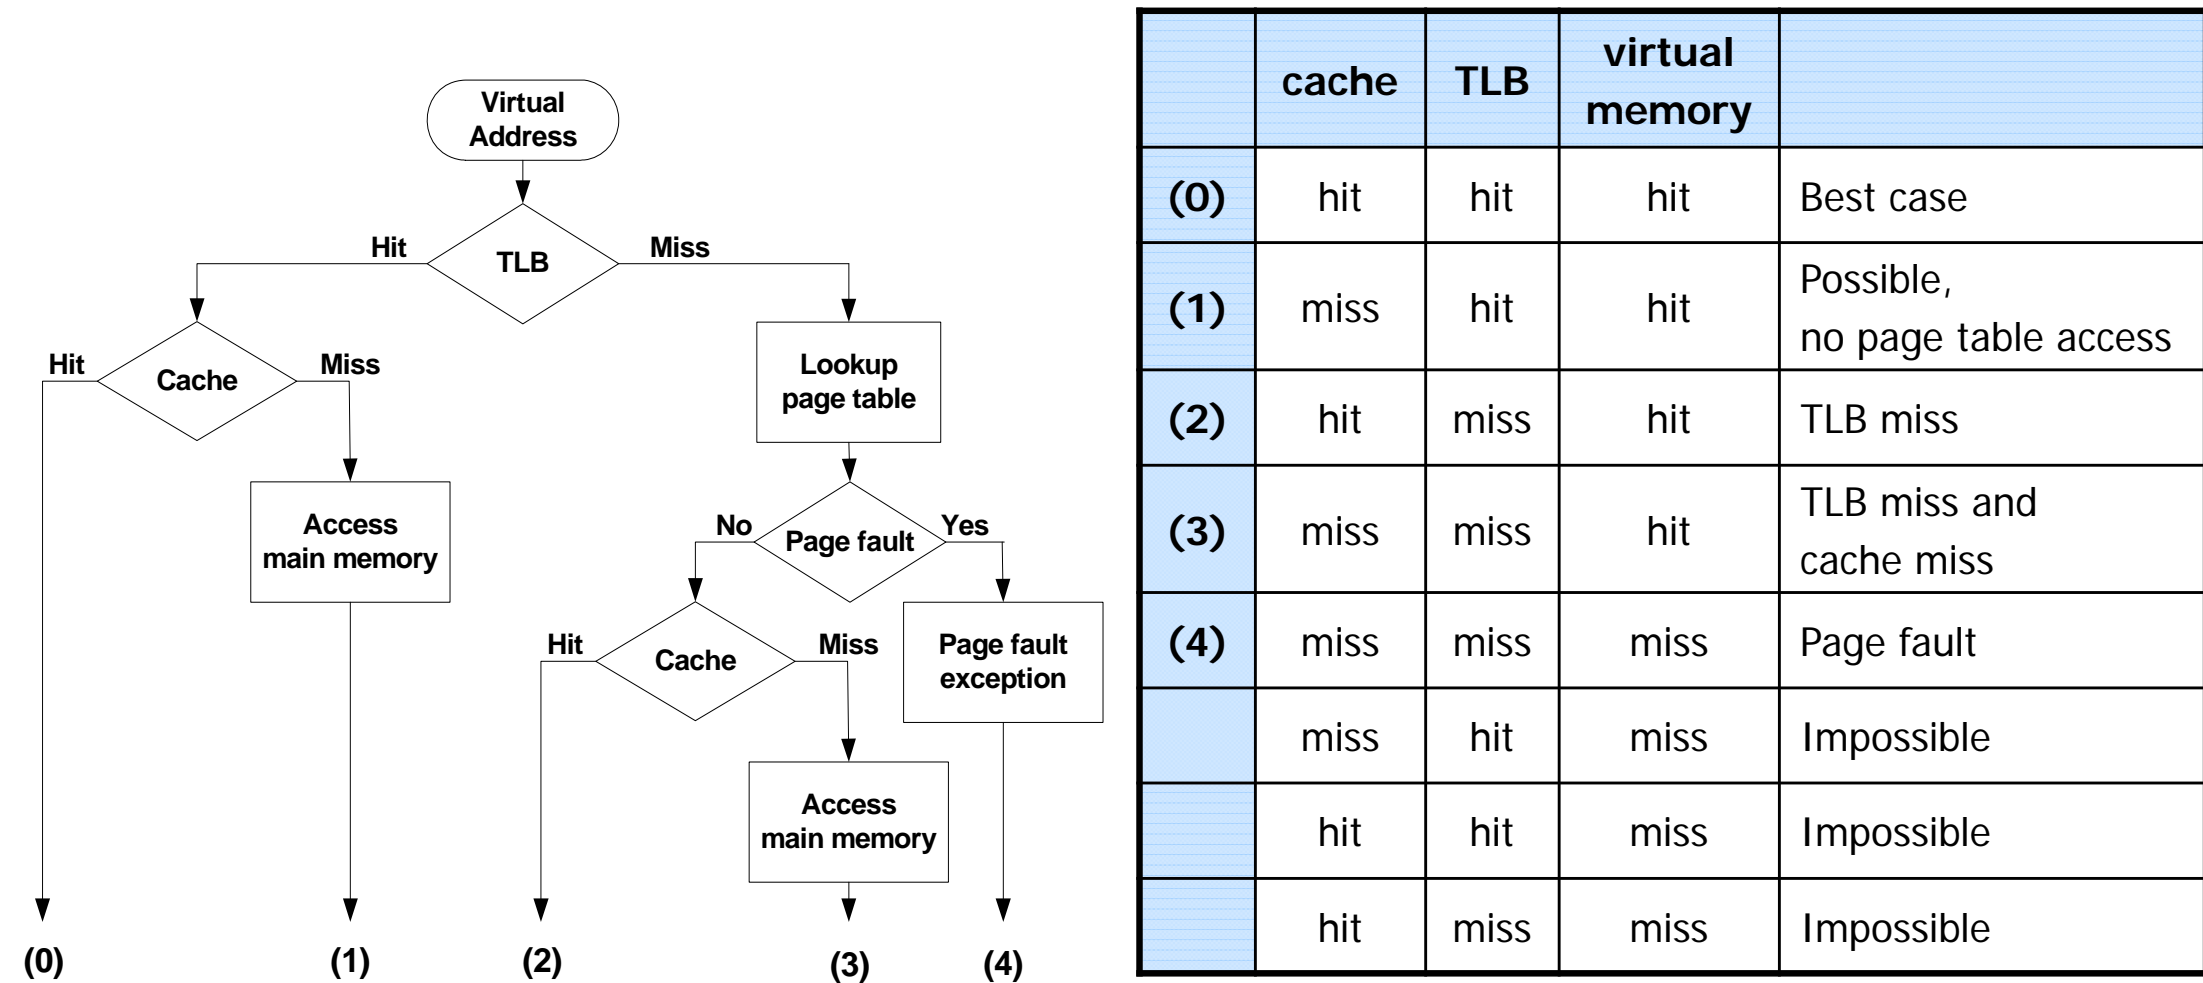 Virtual
Address
Hit
TLB
Miss
Hit
Cache
Miss
Lookup
page table
Access
main memory
No
Page fault
Yes
Hit
Cache
Miss
Page fault
exception
Access
main memory
(0)
(1)
(2)
(3)
(4)
cache TLB virtual memory
(0) hit hit hit Best case
(1) miss hit hit Possible,
no page table access
(2) hit miss hit TLB miss
(3) miss miss hit TLB miss and
cache miss
(4) miss miss miss Page fault
miss hit miss Impossible
hit hit miss Impossible
hit miss miss Impossible